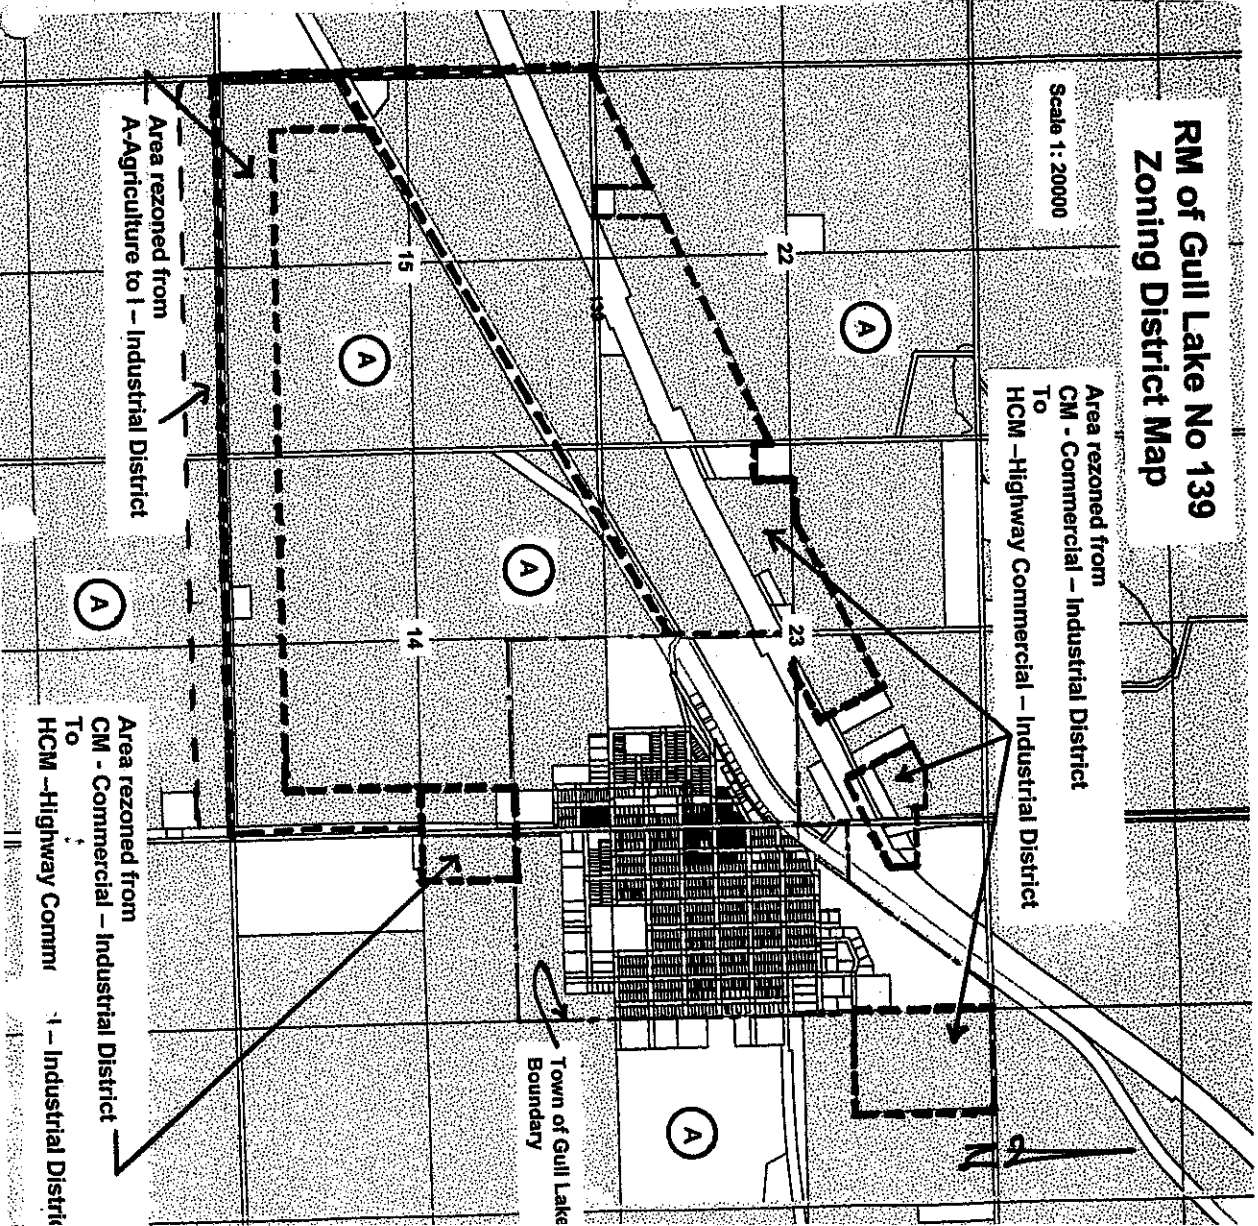 RM of Gull Lake No 139
Zoning District Map
Scale 1: 20000
Area rezoned from
CM - Commercial – Industrial District
To
HCM –Highway Commercial – Industrial District
A
22
23
15
14
A
A
A
A
Area rezoned from
A-Agriculture to I – Industrial District
Town of Gull Lake
Boundary
Area rezoned from
CM - Commercial – Industrial District
To
HCM –Highway Comm – Industrial Distric